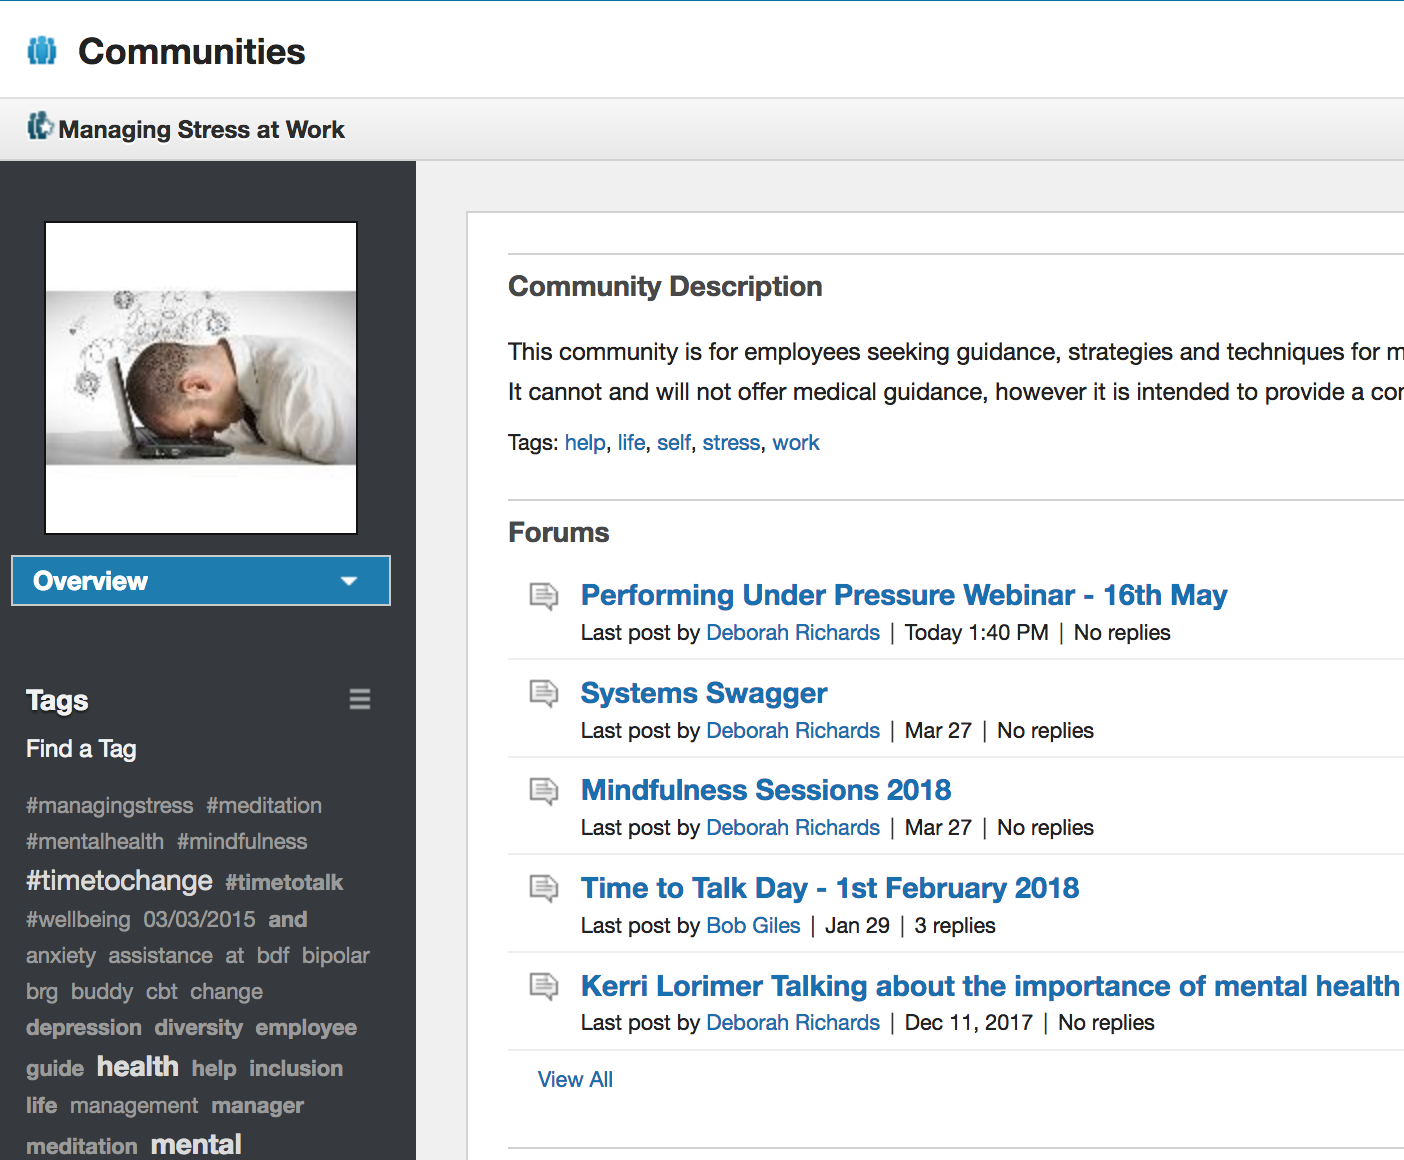 Communities
Managing Stress at Work
Overview
Tags
Find a Tag
#managingstress #meditation
#mentalhealth #mindfulness
#timetochange #timetotalk
#wellbeing 03/03/2015 and
anxiety assistance at bdf bipolar
brg buddy cbt change
depression diversity employee
guide health help inclusion
life management manager
meditation mental
Community Description
This community is for employees seeking guidance, strategies and techniques for
It cannot and will not offer medical guidance, however it is intended to provide a
Tags: help, life, self, stress, work
Forums
Performing Under Pressure Webinar - 16th May
Last post by Deborah Richards | Today 1:40 PM | No replies
Systems Swagger
Last post by Deborah Richards | Mar 27 | No replies
Mindfulness Sessions 2018
Last post by Deborah Richards | Mar 27 | No replies
Time to Talk Day - 1st February 2018
Last post by Bob Giles | Jan 29 | 3 replies
Kerri Lorimer Talking about the importance of mental health
Last post by Deborah Richards | Dec 11, 2017 | No replies
View All